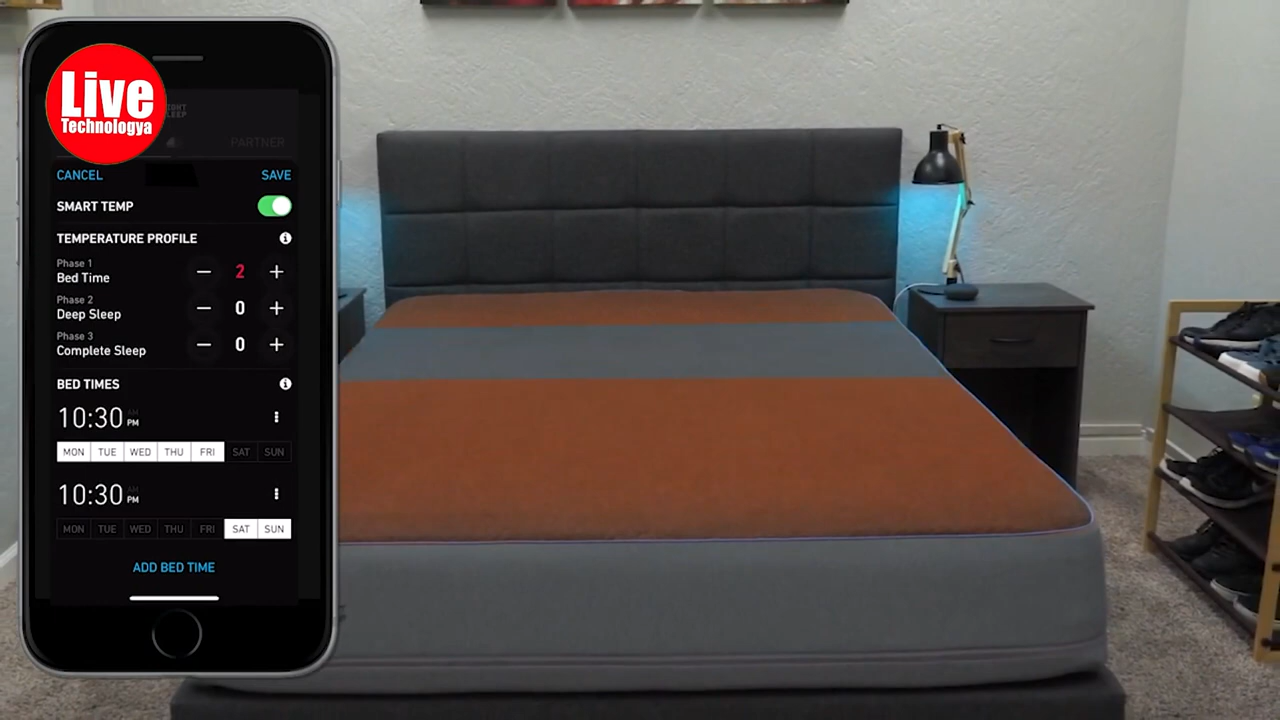 Live
Technologya
PARTNER
CANCEL
SAVE
SMART TEMP
TEMPERATURE PROFILE
Phase 1
Bed Time
− 2 +
Phase 2
Deep Sleep
− 0 +
Phase 3
Complete Sleep
− 0 +
BED TIMES
10:30 AM PM
MON TUE WED THU FRI SAT SUN
10:30 AM PM
MON TUE WED THU FRI SAT SUN
ADD BED TIME